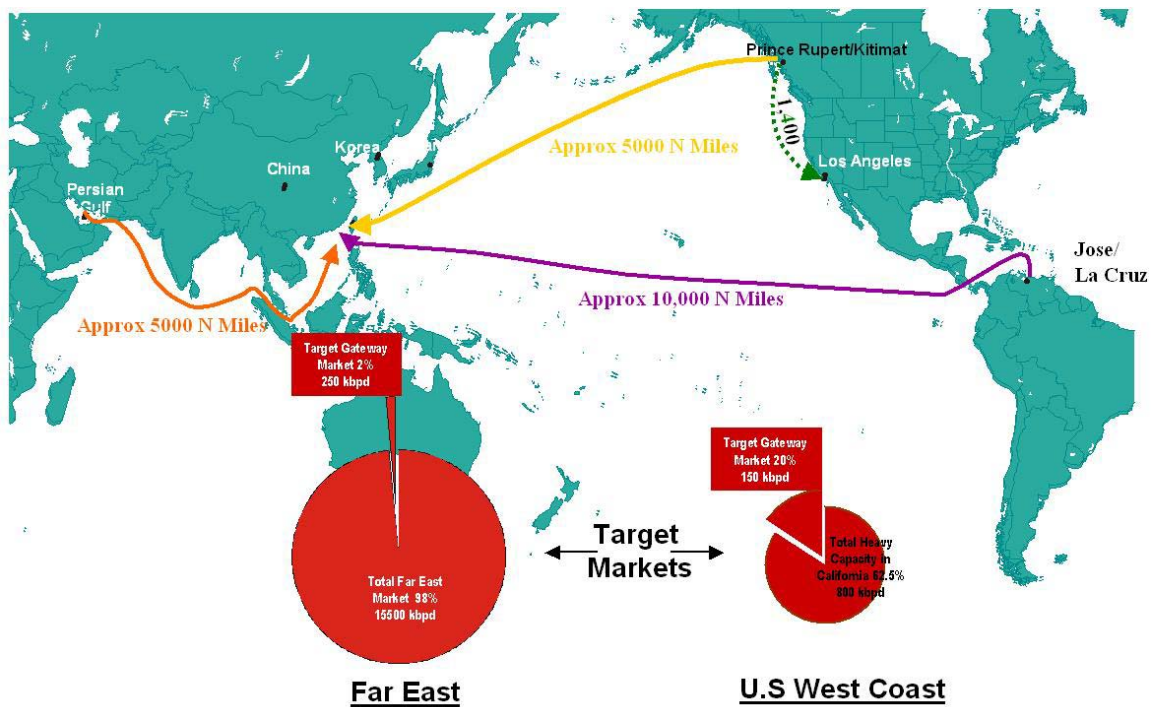 Prince Rupert/Kitimat
1,400
Korea
Approx 5000 N Miles
Los Angeles
China
Persian
Gulf
Jose/
La Cruz
Approx 10,000 N Miles
Approx 5000 N Miles
Target Gateway
Market 2%
250 kbpd
Target Gateway
Market 20%
150 kbpd
Target
Markets
Total Heavy
Capacity in
California 62.5%
800 kbpd
Total Far East
Market 98%
15500 kbpd
Far East
U.S West Coast